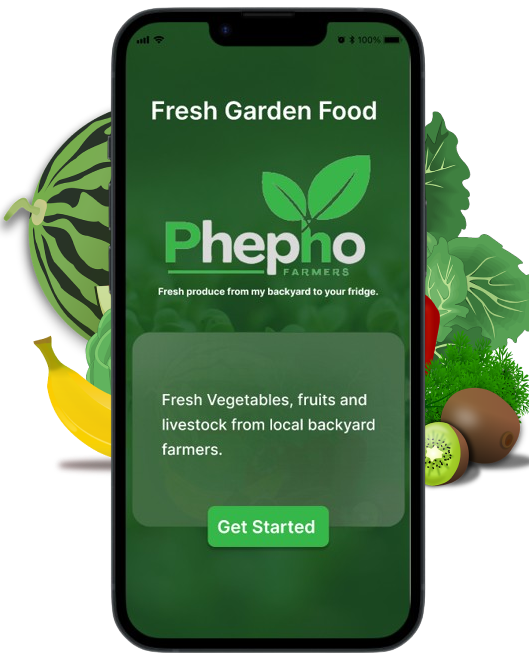 100%
Fresh Garden Food
Phepho
FARMERS
Fresh produce from my backyard to your fridge.
Fresh Vegetables, fruits and
livestock from local backyard
farmers.
Get Started